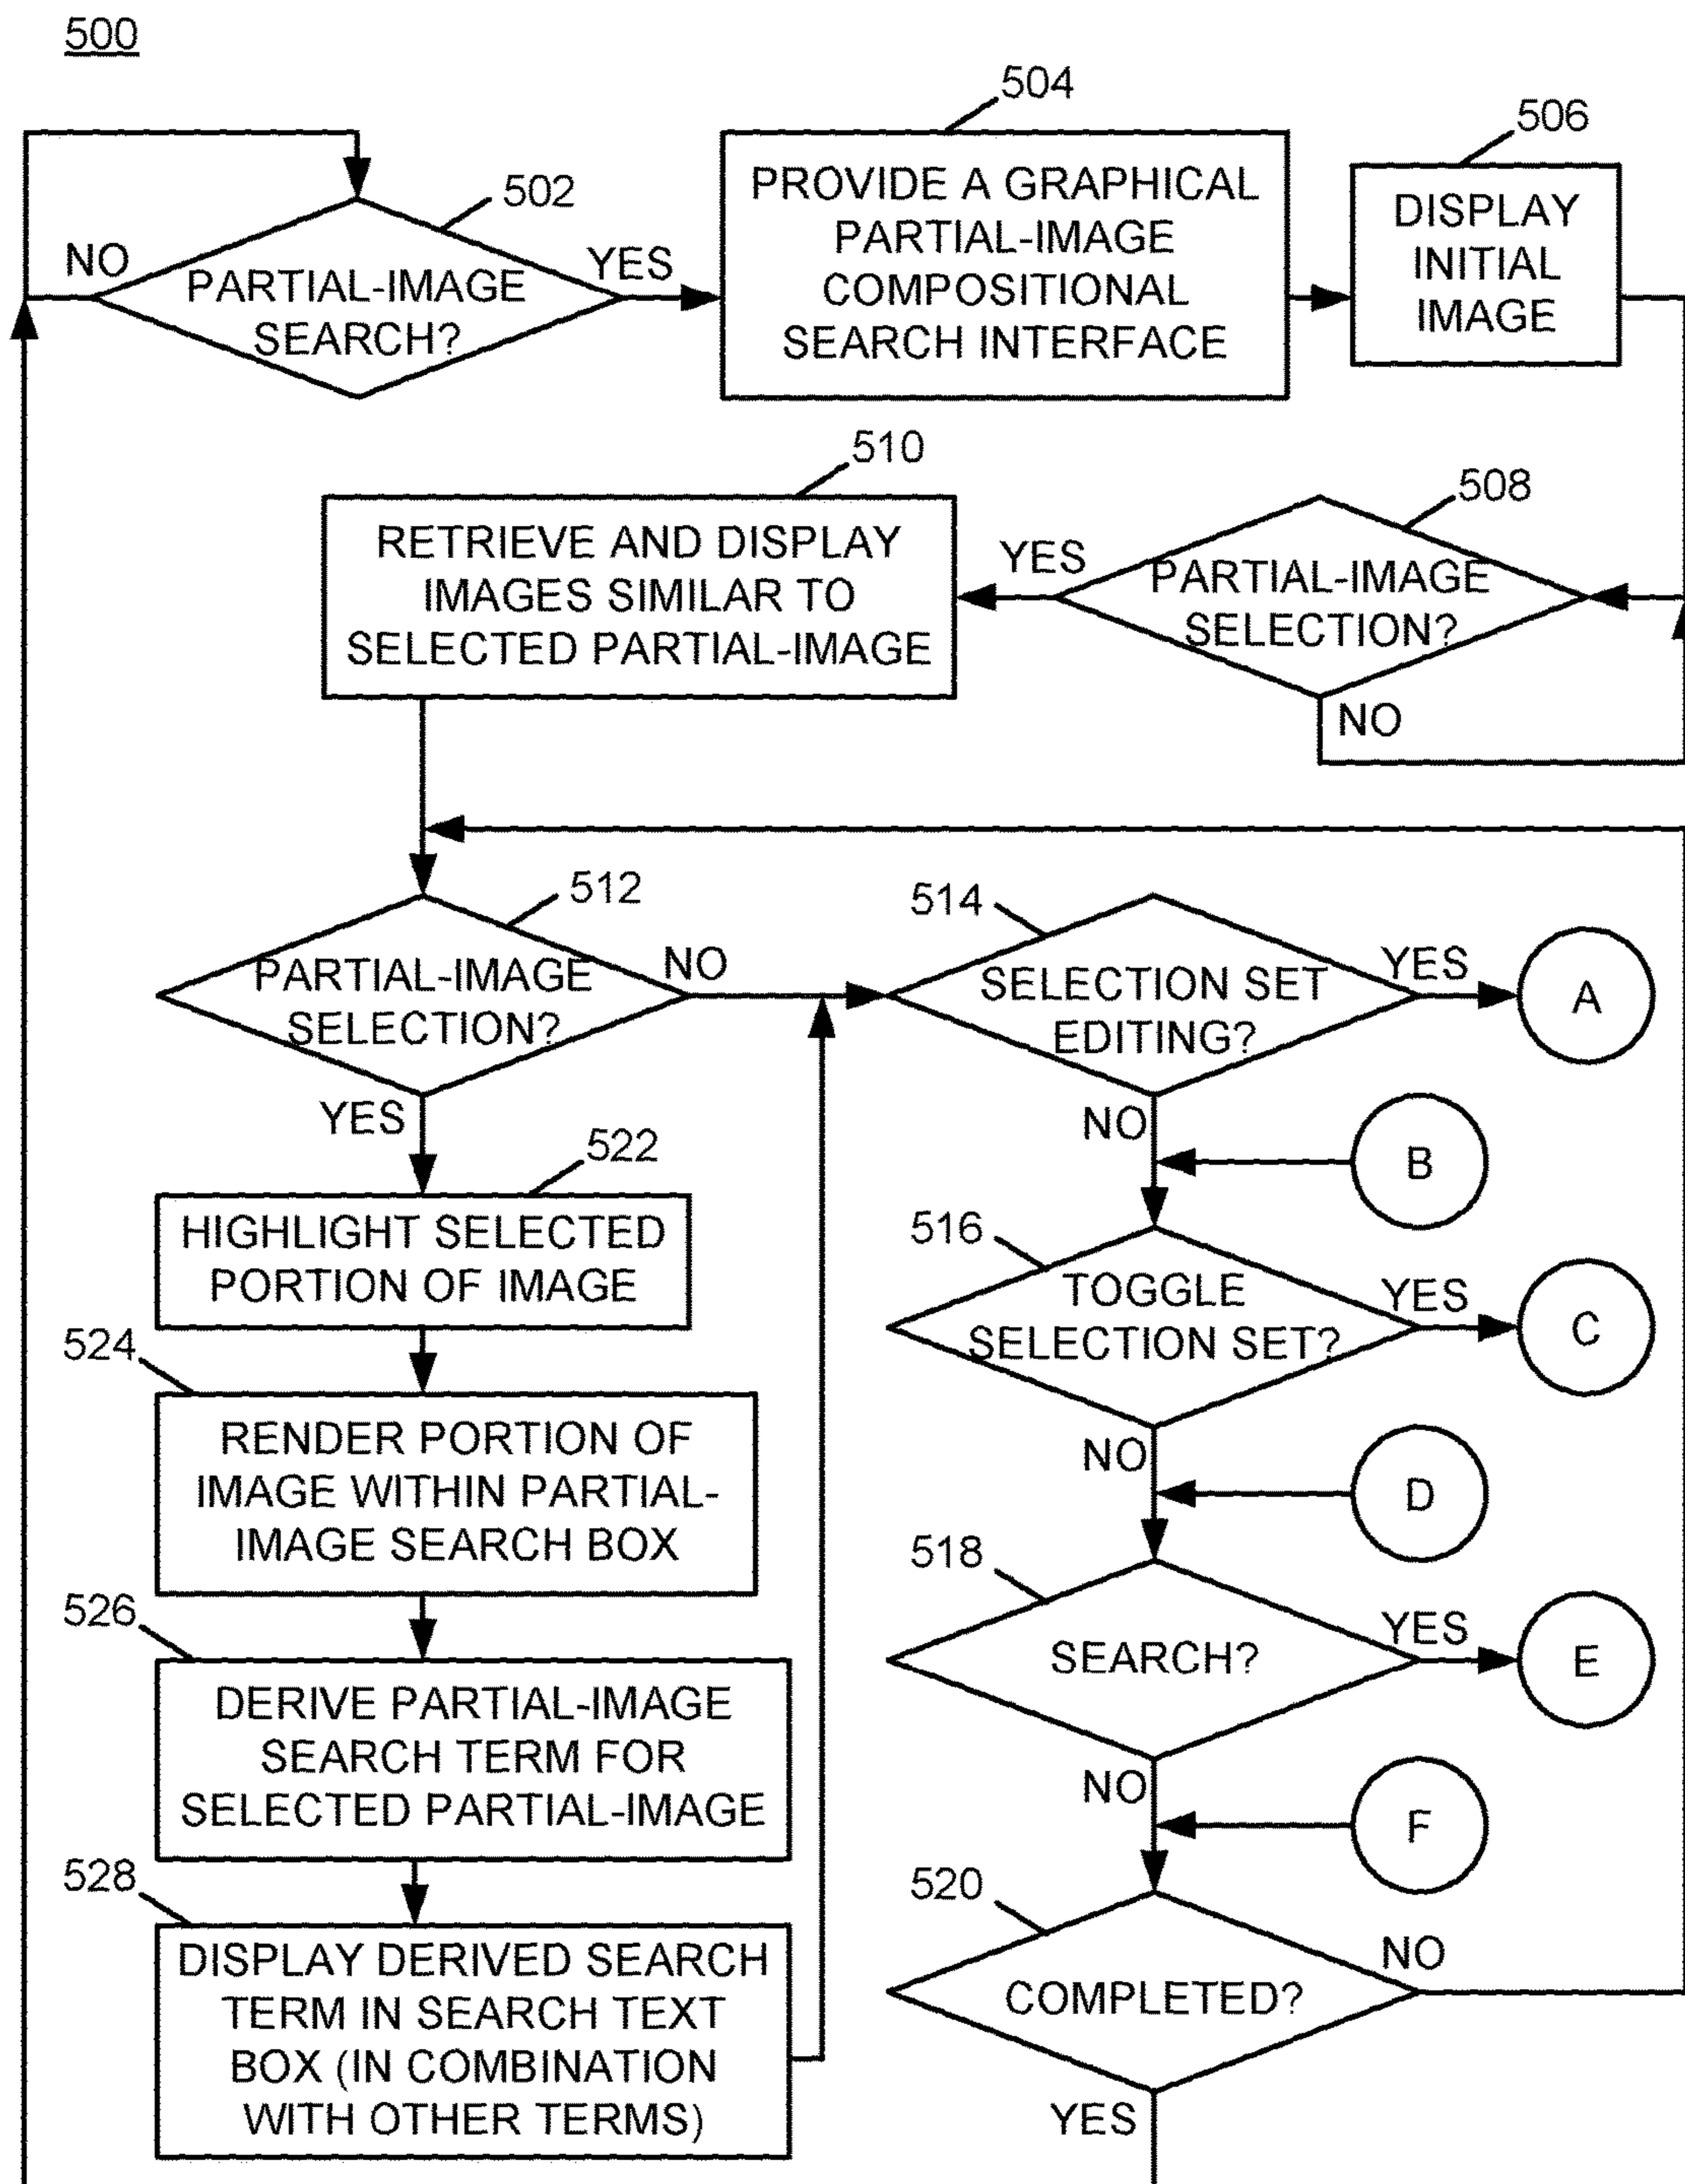 500
504
506
502
PROVIDE A GRAPHICAL
PARTIAL-IMAGE
COMPOSITIONAL
SEARCH INTERFACE
DISPLAY
INITIAL
IMAGE
NO
YES
PARTIAL-IMAGE
SEARCH?
510
508
RETRIEVE AND DISPLAY
IMAGES SIMILAR TO
SELECTED PARTIAL-IMAGE
YES
PARTIAL-IMAGE
SELECTION?
NO
512
PARTIAL-IMAGE
SELECTION?
NO
YES
514
SELECTION SET
EDITING?
YES
A
NO
B
522
HIGHLIGHT SELECTED
PORTION OF IMAGE
516
TOGGLE
SELECTION SET?
YES
C
NO
D
524
RENDER PORTION OF
IMAGE WITHIN PARTIAL-
IMAGE SEARCH BOX
518
SEARCH?
YES
E
NO
F
526
DERIVE PARTIAL-IMAGE
SEARCH TERM FOR
SELECTED PARTIAL-IMAGE
528
DISPLAY DERIVED SEARCH
TERM IN SEARCH TEXT
BOX (IN COMBINATION
WITH OTHER TERMS)
520
COMPLETED?
NO
YES